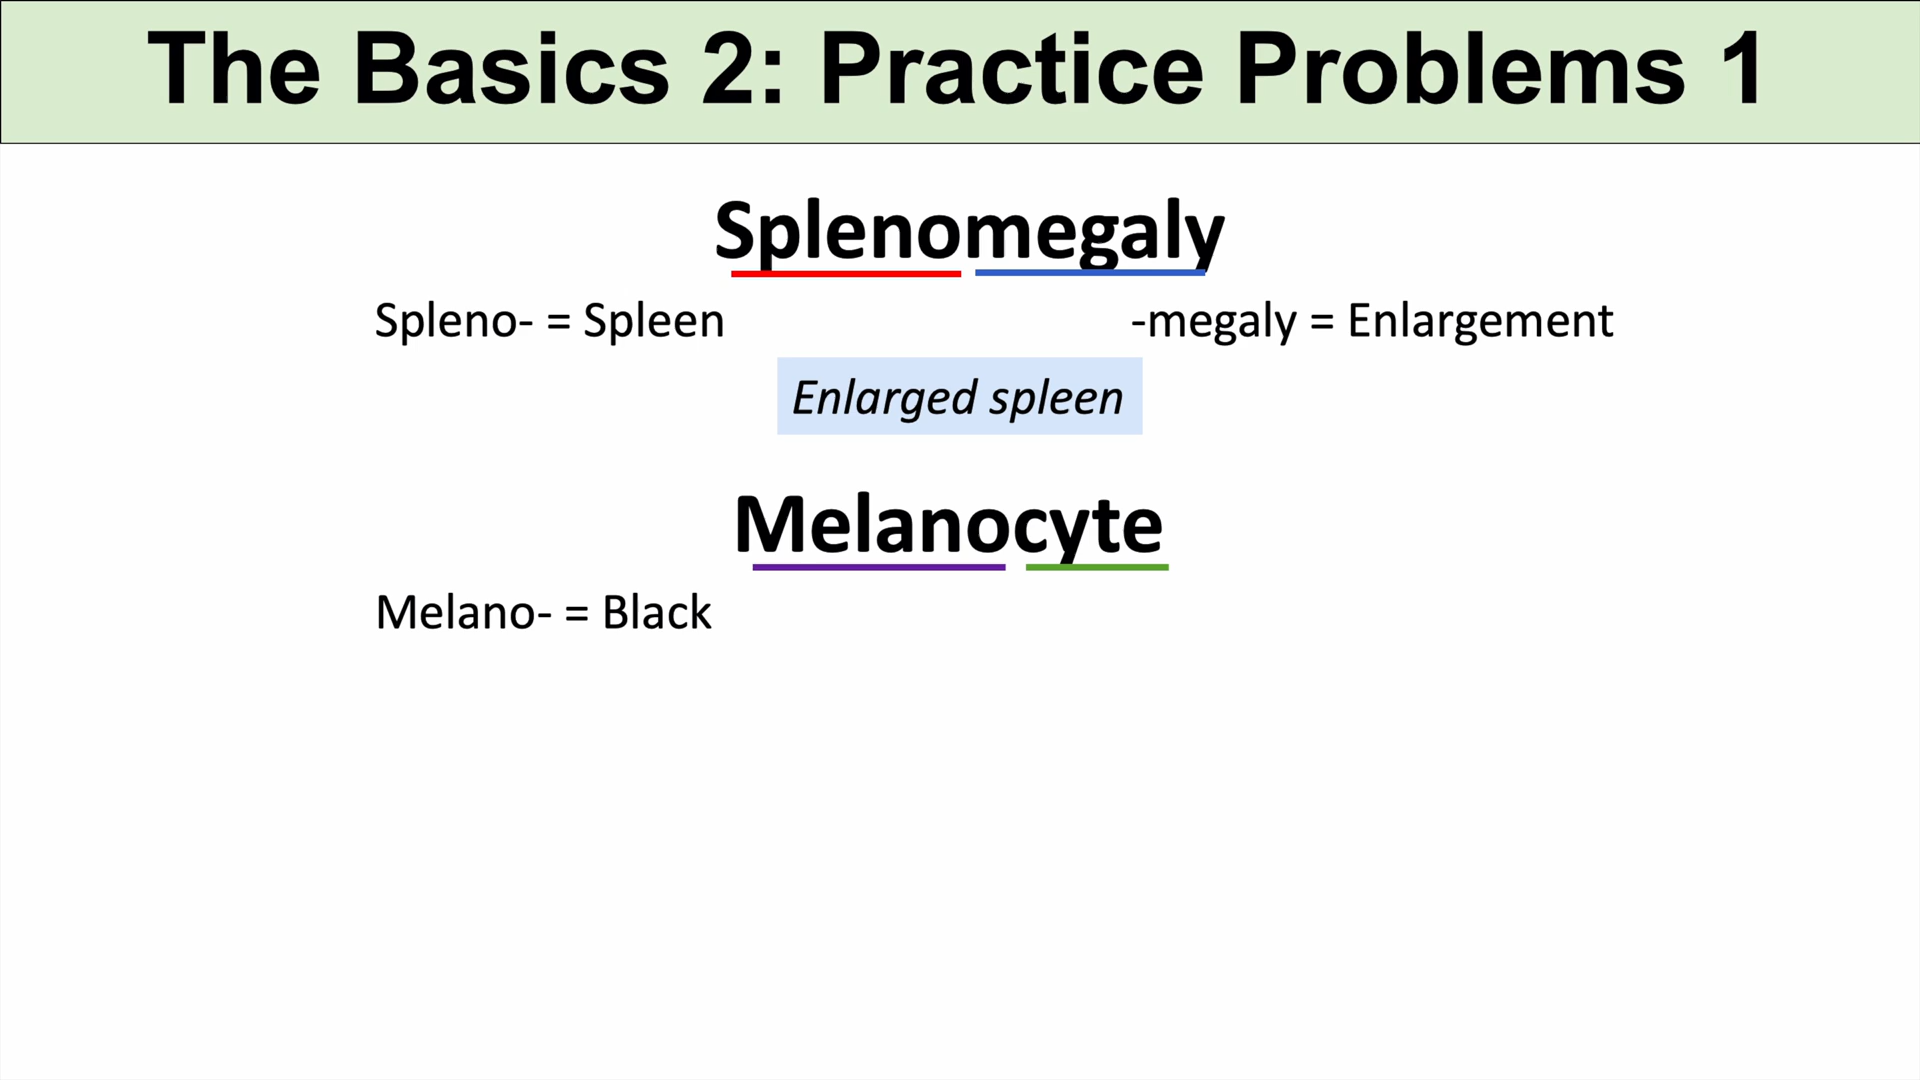 The Basics 2: Practice Problems 1
Splenomegaly
Spleno- = Spleen
-megaly = Enlargement
Enlarged spleen
Melanocyte
Melano- = Black